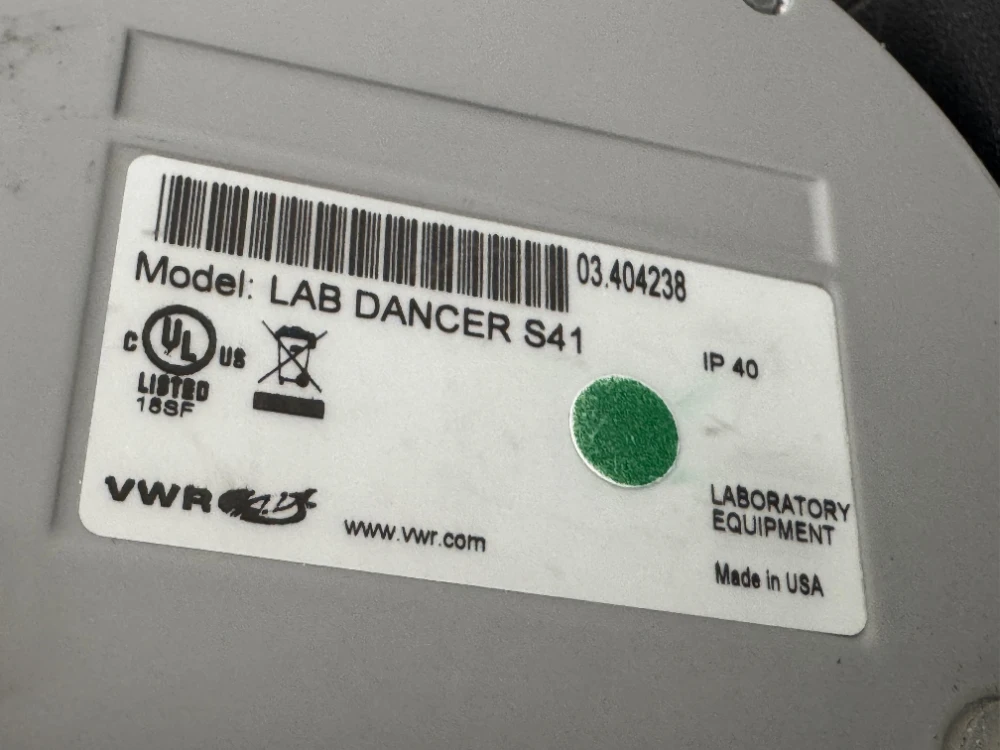 03.404238
Model: LAB DANCER S41
IP 40
C UL US
LISTED
18SF
VWR
www.vwr.com
LABORATORY
EQUIPMENT
Made in USA